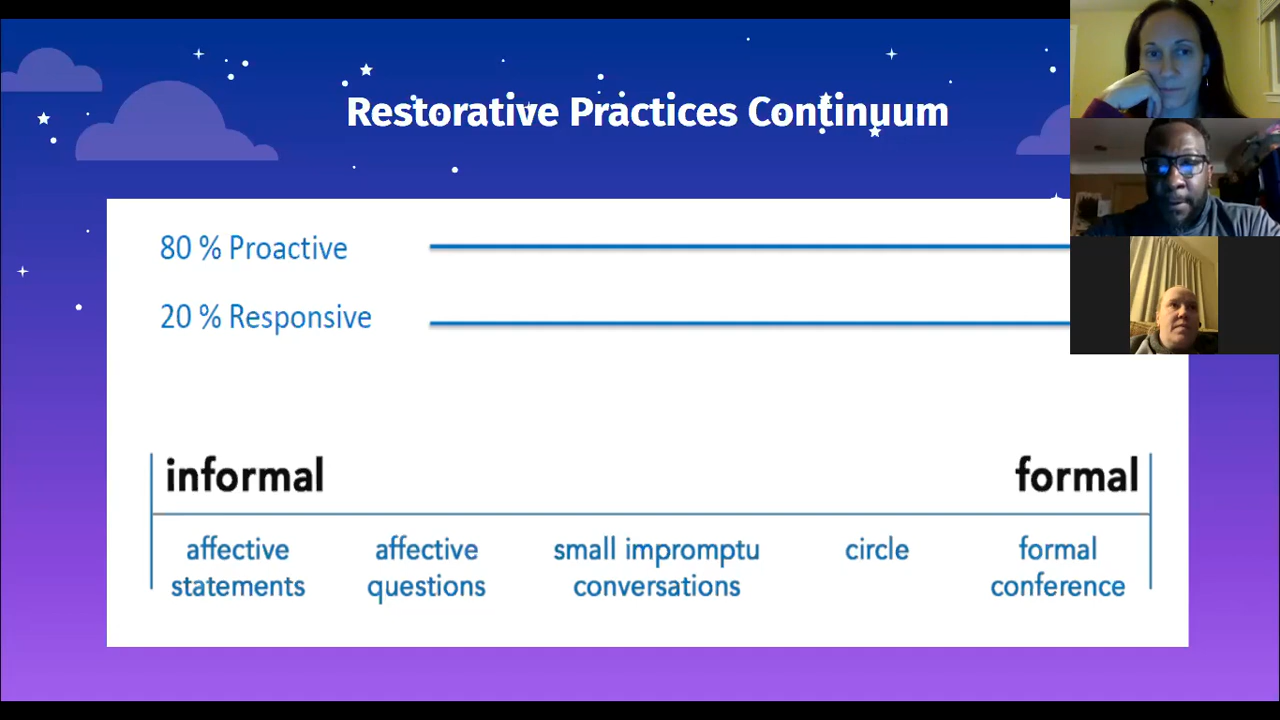 Restorative Practices Continuum
80 % Proactive
20 % Responsive
informal
formal
affective statements
affective questions
small impromptu conversations
circle
formal conference